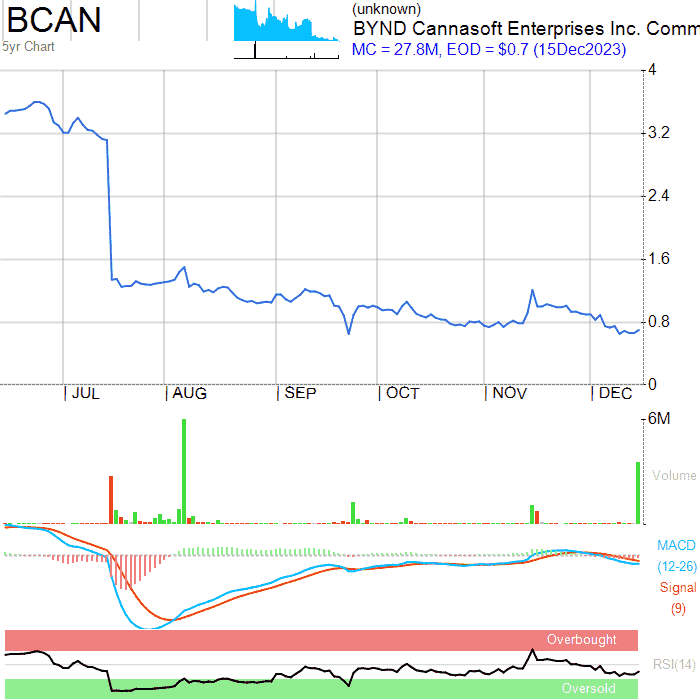 BCAN
5yr Chart
(unknown)
BYND Cannasoft Enterprises Inc. Comm
MC = 27.8M, EOD = $0.7 (15Dec2023)
4
3.2
2.4
1.6
0.8
0
JUL AUG SEP OCT NOV DEC
6M
Volume
MACD
(12-26)
Signal
(9)
Overbought
RSI(14)
Oversold